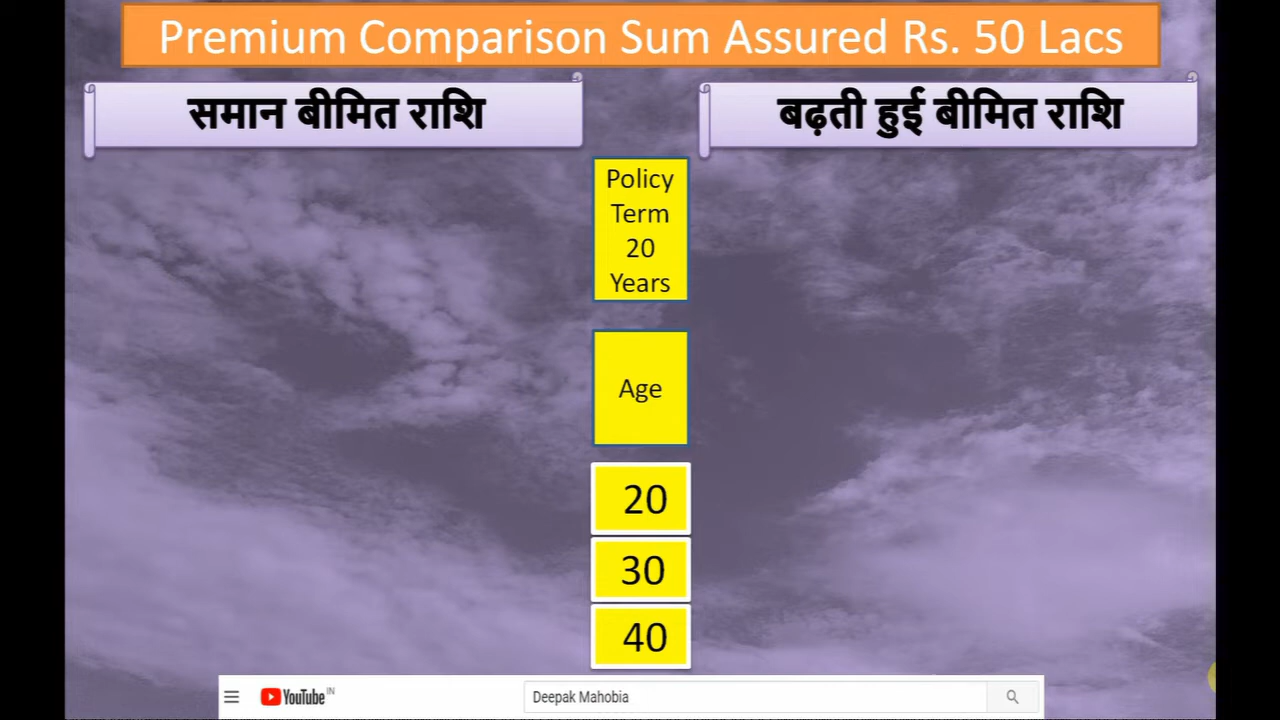 Premium Comparison Sum Assured Rs. 50 Lacs
समान बीमित राशि
बढ़ती हुई बीमित राशि
Policy
Term
20
Years
Age
20
30
40
YouTube IN
Deepak Mahobia